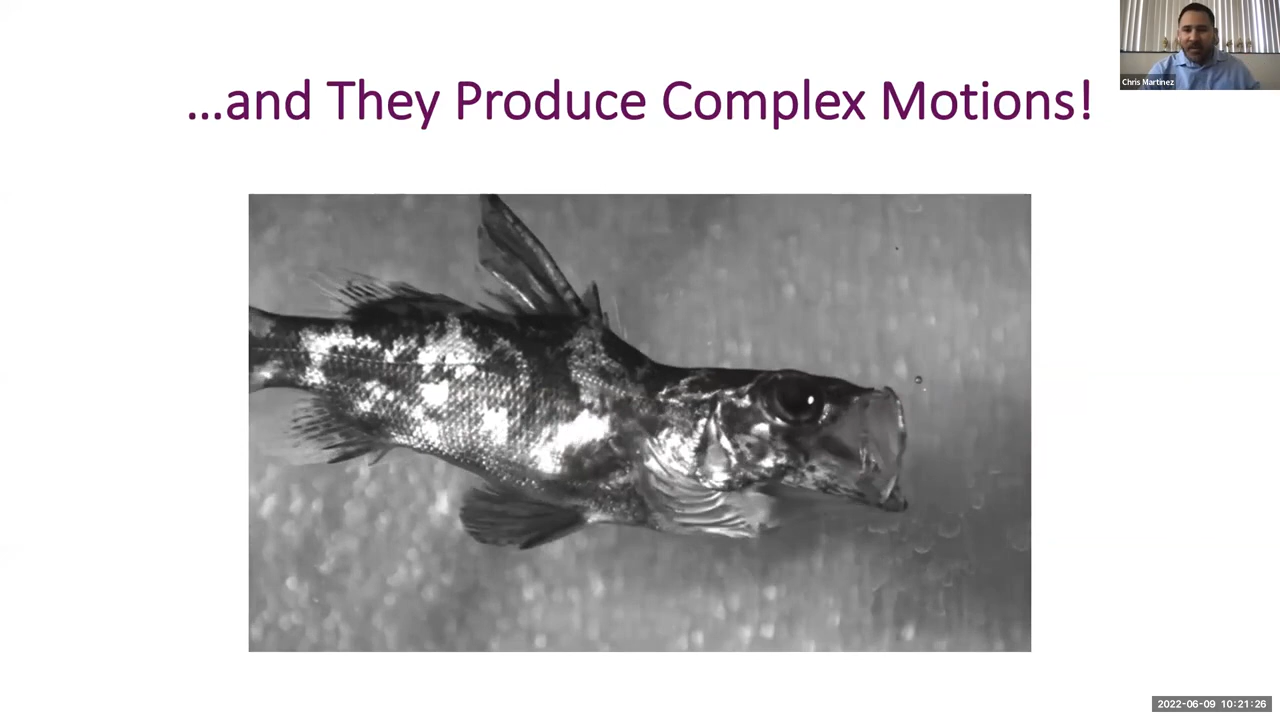 Chris Martinez
...and They Produce Complex Motions!
2022-06-09 10:21:26